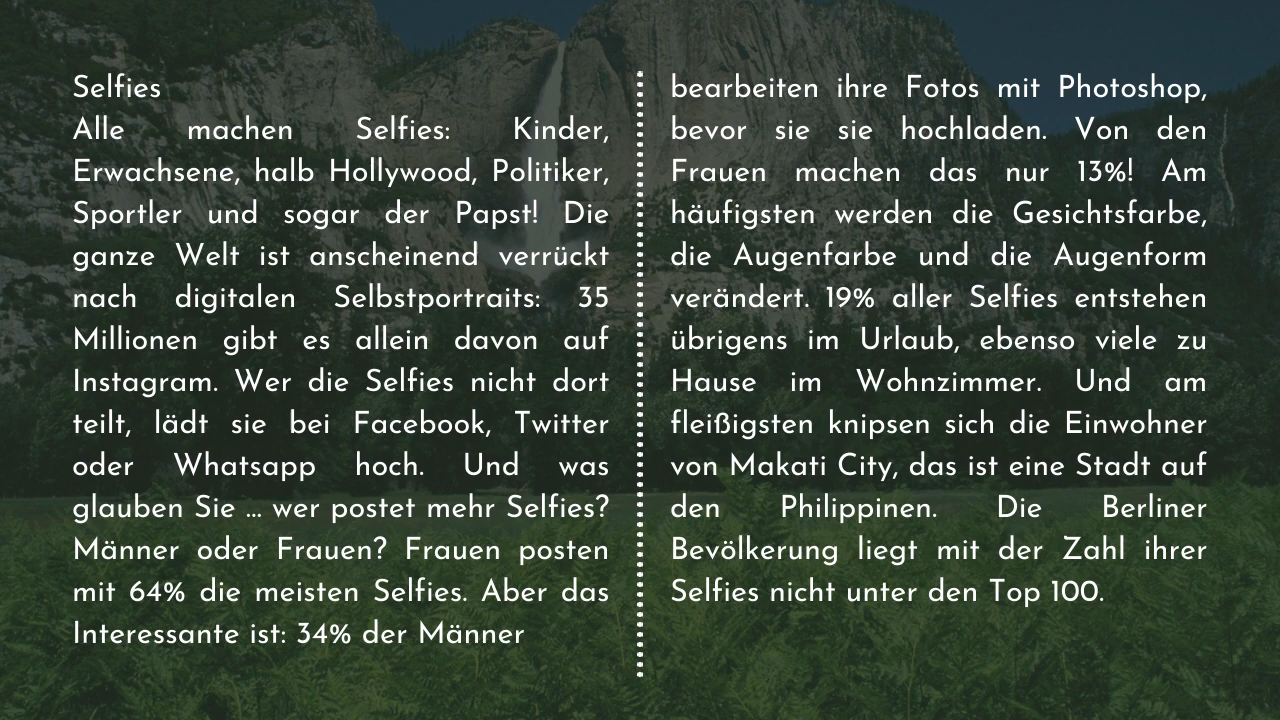 Selfies
Alle machen Selfies: Kinder,
Erwachsene, halb Hollywood, Politiker,
Sportler und sogar der Papst! Die
ganze Welt ist anscheinend verrückt
nach digitalen Selbstportraits: 35
Millionen gibt es allein davon auf
Instagram. Wer die Selfies nicht dort
teilt, lädt sie bei Facebook, Twitter
oder Whatsapp hoch. Und was
glauben Sie ... wer postet mehr Selfies?
Männer oder Frauen? Frauen posten
mit 64% die meisten Selfies. Aber das
Interessante ist: 34% der Männer
bearbeiten ihre Fotos mit Photoshop,
bevor sie sie hochladen. Von den
Frauen machen das nur 13%! Am
häufigsten werden die Gesichtsfarbe,
die Augenfarbe und die Augenform
verändert. 19% aller Selfies entstehen
übrigens im Urlaub, ebenso viele zu
Hause im Wohnzimmer. Und am
fleißigsten knipsen sich die Einwohner
von Makati City, das ist eine Stadt auf
den Philippinen. Die Berliner
Bevölkerung liegt mit der Zahl ihrer
Selfies nicht unter den Top 100.